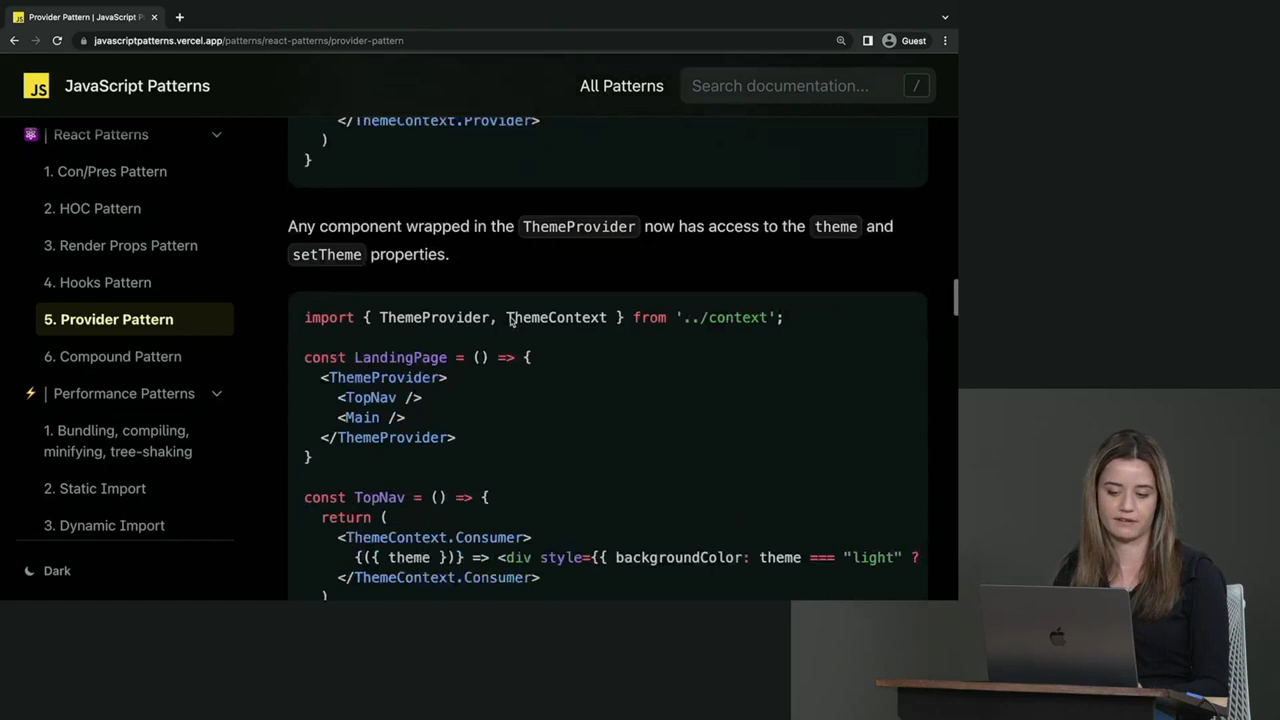 Provider Pattern | JavaScript P
javascriptpatterns.vercel.app/patterns/react-patterns/provider-pattern
Guest
JS
JavaScript Patterns
All Patterns
Search documentation...
/
React Patterns
1. Con/Pres Pattern
2. HOC Pattern
3. Render Props Pattern
4. Hooks Pattern
5. Provider Pattern
6. Compound Pattern
Performance Patterns
1. Bundling, compiling,
minifying, tree-shaking
2. Static Import
3. Dynamic Import
Dark
</ThemeContext.Provider>
)
}
Any component wrapped in the ThemeProvider now has access to the theme and
setTheme properties.
import { ThemeProvider, ThemeContext } from '../context';
const LandingPage = () => {
<ThemeProvider>
<TopNav />
<Main />
</ThemeProvider>
}
const TopNav = () => {
return (
<ThemeContext.Consumer>
{({ theme })} => <div style={{ backgroundColor: theme === "light" ?
</ThemeContext.Consumer>
)